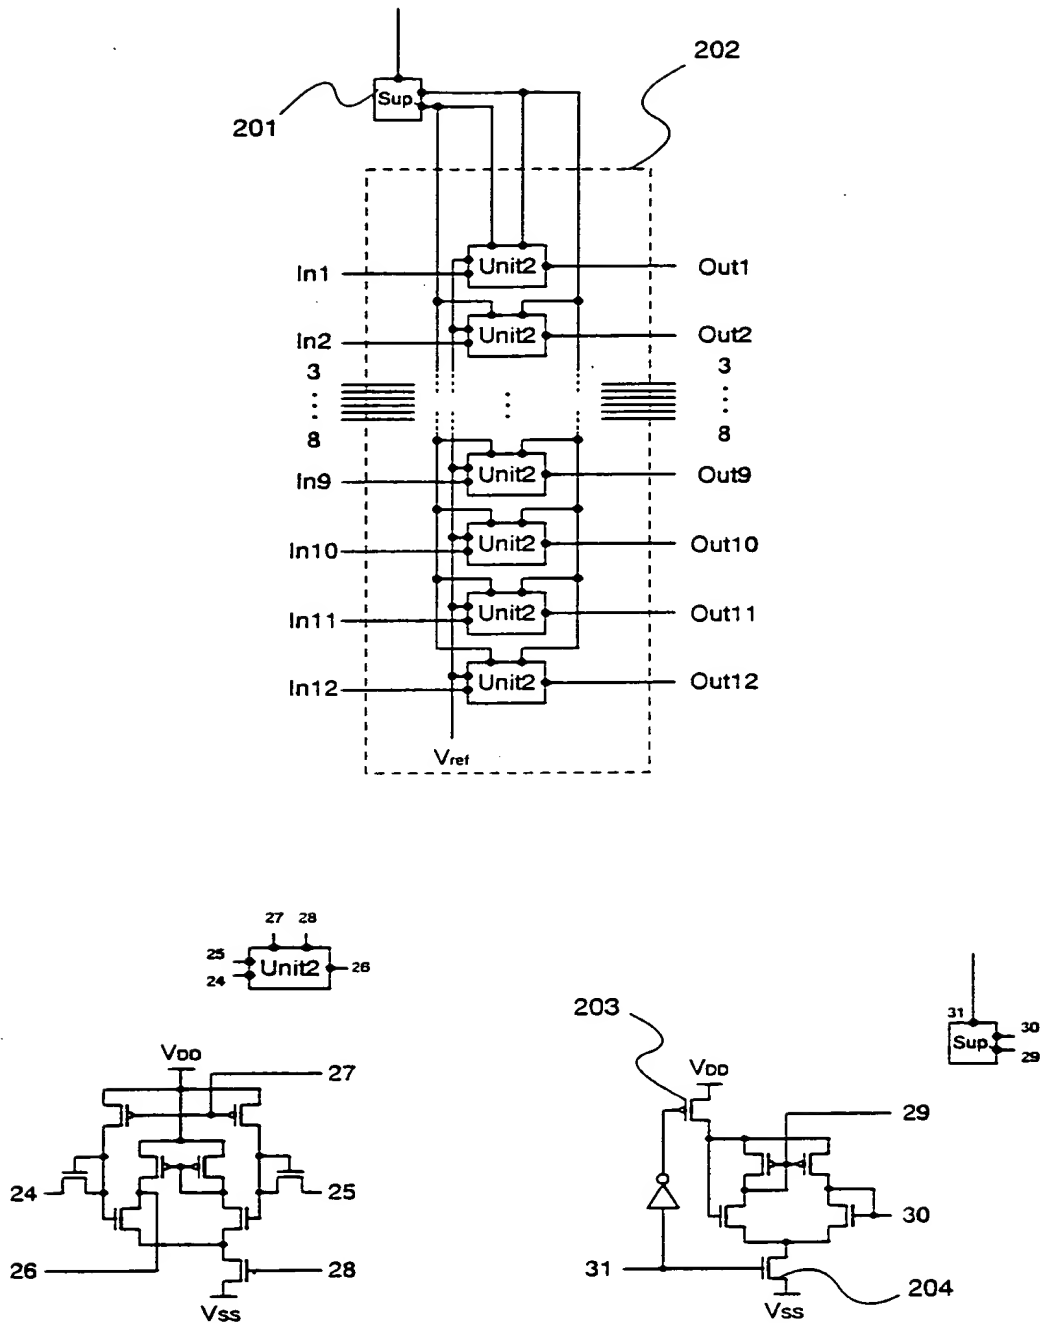 202
Sup
201
In1 Unit2 Out1
In2 Unit2 Out2
3 3
8 8
In9 Unit2 Out9
In10 Unit2 Out10
In11 Unit2 Out11
In12 Unit2 Out12
Vref
27 28
25
24 Unit2 26
203
31
30
Sup
29
VDD
27
24 25
26 28
VSS
VDD
29
30
31
204
VSS